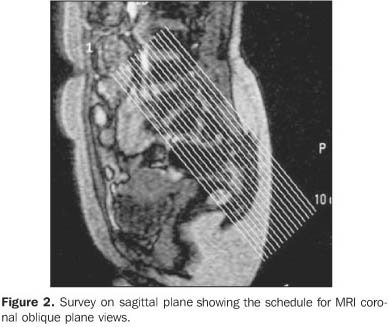 1
P
10
Figure 2. Survey on sagittal plane showing the schedule for MRI coro-
nal oblique plane views.